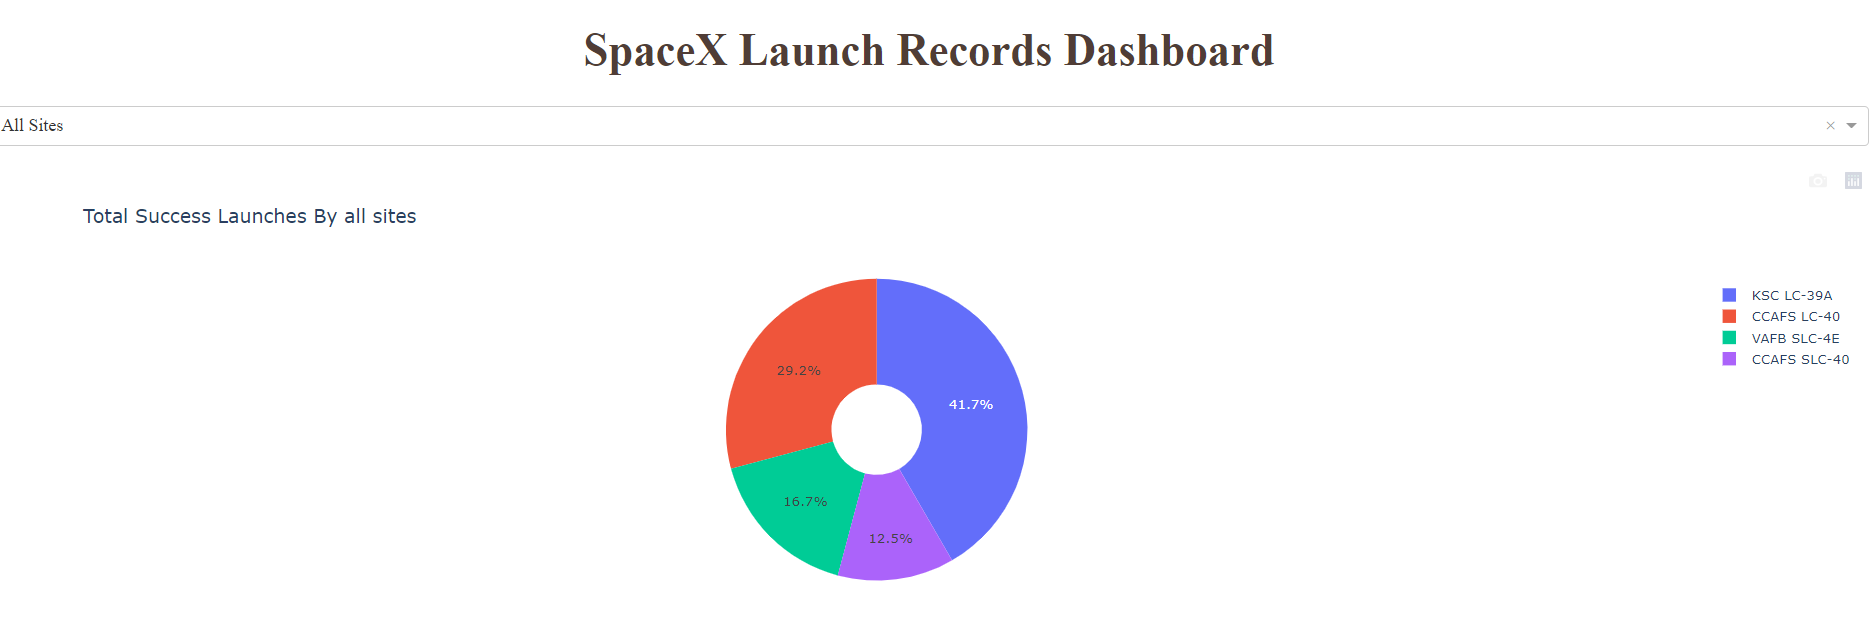 SpaceX Launch Records Dashboard
All Sites
×
Total Success Launches By all sites
KSC LC-39A
CCAFS LC-40
VAFB SLC-4E
CCAFS SLC-40
29.2%
41.7%
16.7%
12.5%